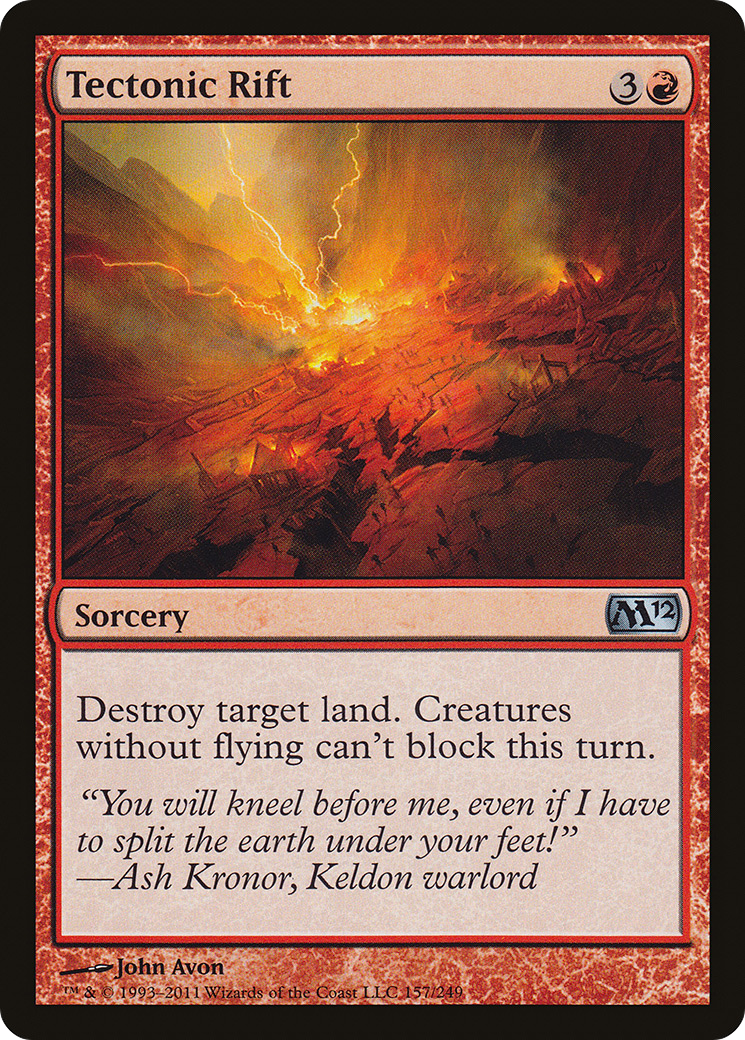 Tectonic Rift
3
Sorcery
M12
Destroy target land. Creatures
without flying can't block this turn.
“You will kneel before me, even if I have
to split the earth under your feet!”
—Ash Kronor, Keldon warlord
John Avon
™ & © 1993–2011 Wizards of the Coast LLC 157/249